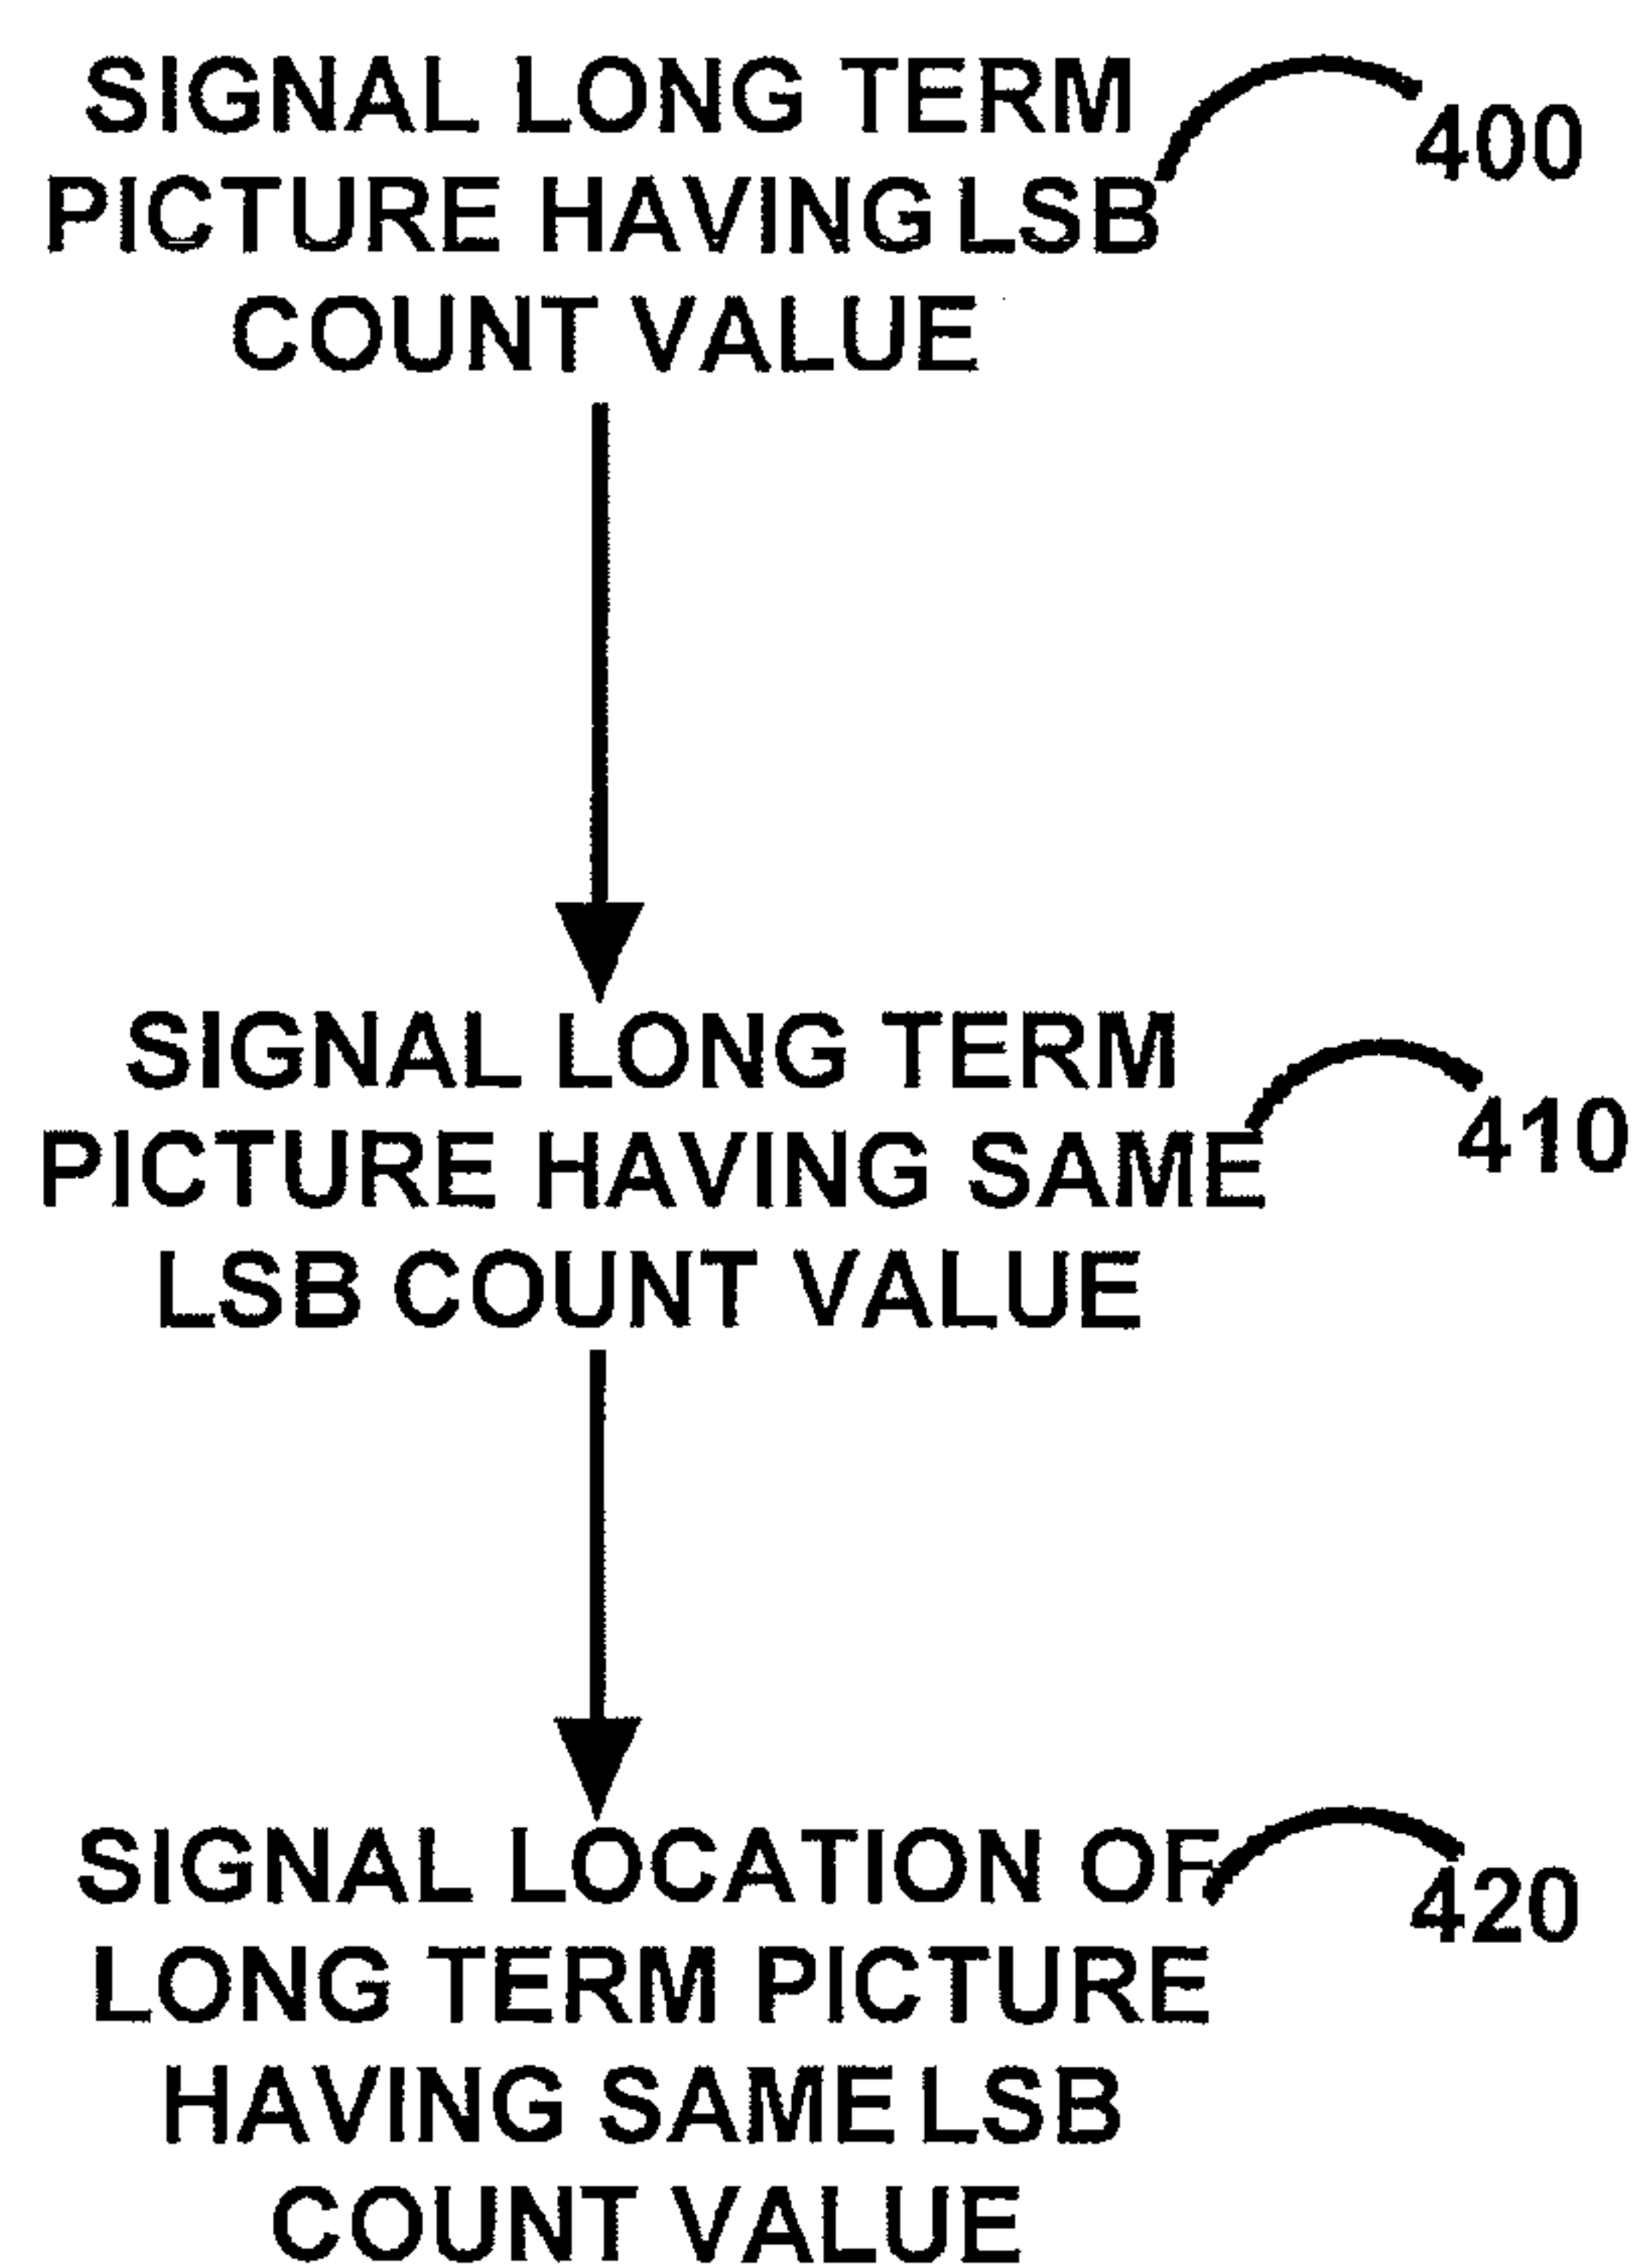 SIGNAL LONG TERM
400
PICTURE HAVING LSB
COUNT VALUE
SIGNAL LONG TERM
410
PICTURE HAVING SAME
LSB COUNT VALUE
SIGNAL LOCATION OF
420
LONG TERM PICTURE
HAVING SAME LSB
COUNT VALUE